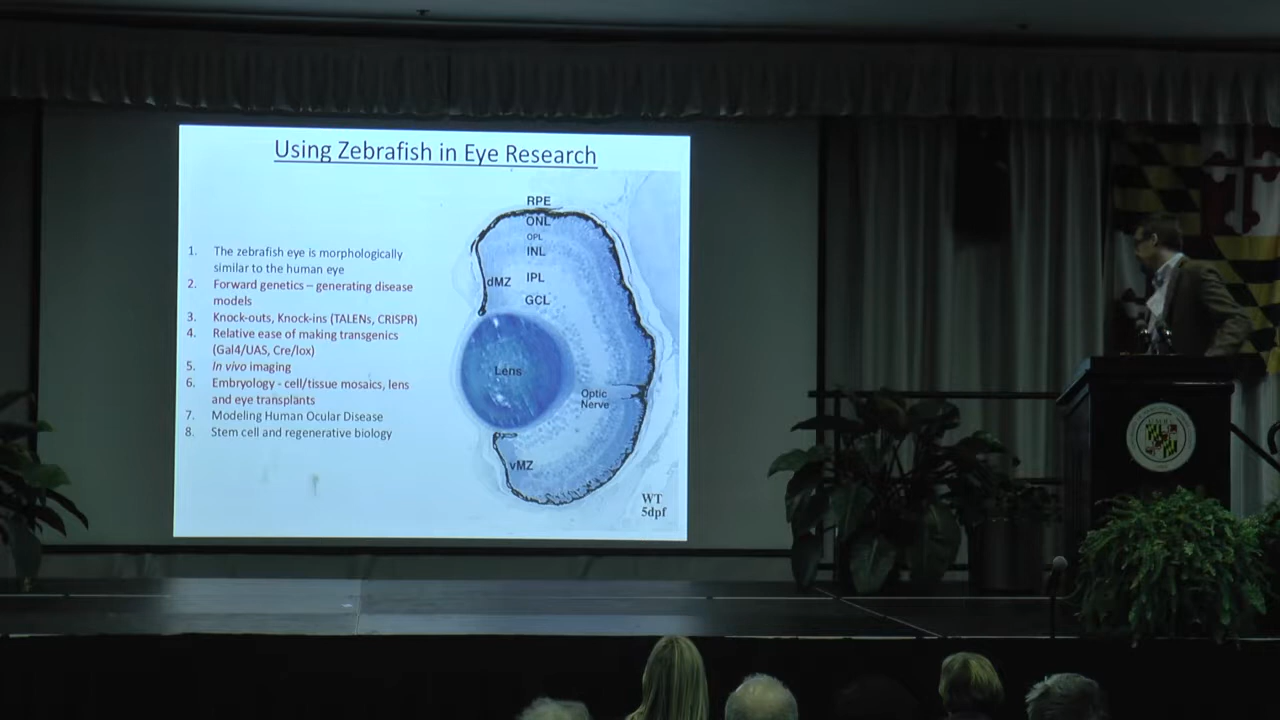 Using Zebrafish in Eye Research
1. The zebrafish eye is morphologically
similar to the human eye
2. Forward genetics – generating disease
models
3. Knock-outs, Knock-ins (TALENs, CRISPR)
4. Relative ease of making transgenics
(Gal4/UAS, Cre/lox)
5. In vivo imaging
6. Embryology - cell/tissue mosaics, lens
and eye transplants
7. Modeling Human Ocular Disease
8. Stem cell and regenerative biology
RPE
ONL
OPL
INL
dMZ
IPL
GCL
Lens
Optic
Nerve
vMZ
WT
5dpf